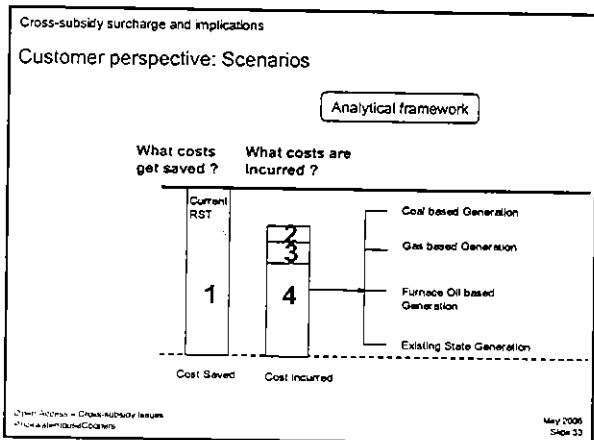 Cross-subsidy surcharge and implications
Customer perspective: Scenarios
Analytical framework
What costs
get saved ?
What costs are
incurred ?
Current
RST
1
2
3
4
Coal based Generation
Gas based Generation
Furnace Oil based
Generation
Existing State Generation
Cost Saved
Cost Incurred
Open Access – Cross-subsidy Issues
PricewaterhouseCoopers
May 2006
Slide 33